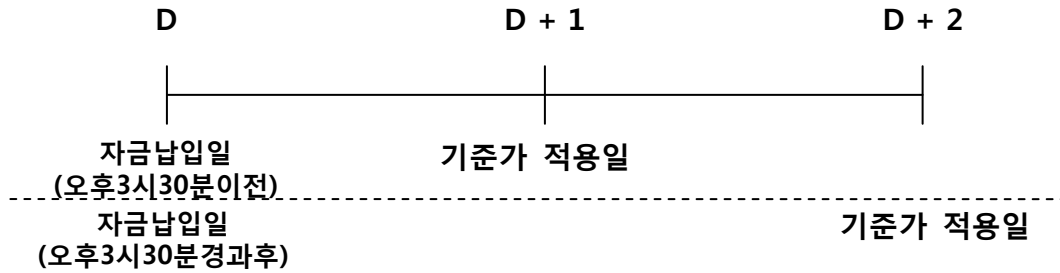 D D + 1 D + 2
자금납입일 기준가 적용일
(오후3시30분이전)
자금납입일 기준가 적용일
(오후3시30분경과후)